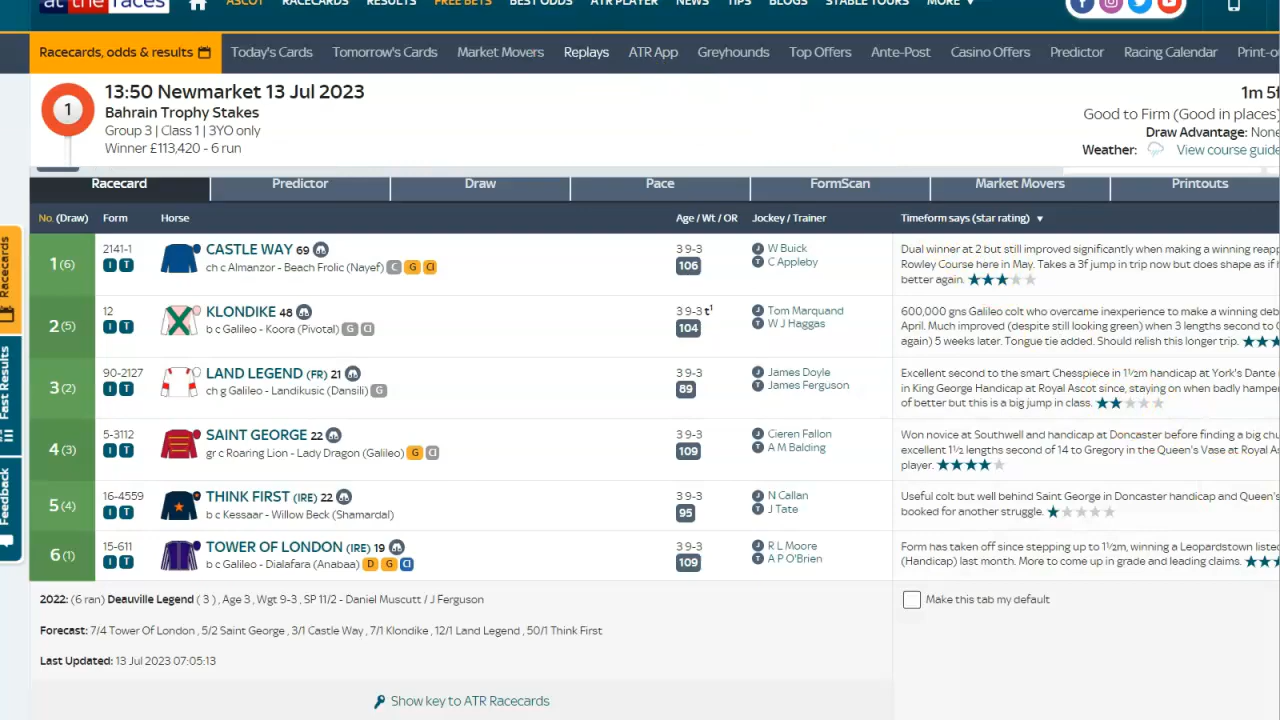 at the races
ASCOT RACECARDS RESULTS FREE BETS BEST ODDS ATR PLAYER NEWS TIPS BLOGS STABLE TOURS MORE
Racecards, odds & results Today's Cards Tomorrow's Cards Market Movers Replays ATR App Greyhounds Top Offers Ante-Post Casino Offers Predictor Racing Calendar Print-o
1
13:50 Newmarket 13 Jul 2023
1m 5f
Bahrain Trophy Stakes
Good to Firm (Good in places)
Group 3 | Class 1 | 3YO only
Draw Advantage: None
Winner £113,420 - 6 run
Weather: View course guide
Racecard Predictor Draw Pace FormScan Market Movers Printouts
No. (Draw) Form Horse Age / Wt / OR Jockey / Trainer Timeform says (star rating)
1 (6) 2141-1 I T CASTLE WAY 69
ch c Almanzor - Beach Frolic (Nayef) C G Cl
3 9-3
106
J W Buick
T C Appleby
Dual winner at 2 but still improved significantly when making a winning reap
Rowley Course here in May. Takes a 3f jump in trip now but does shape as if
better again.
2 (5) 12 I T KLONDIKE 48
b c Galileo - Koora (Pivotal) G Cl
3 9-3 t1
104
J Tom Marquand
T W J Haggas
600,000 gns Galileo colt who overcame inexperience to make a winning deb
April. Much improved (despite still looking green) when 3 lengths second to
again) 5 weeks later. Tongue tie added. Should relish this longer trip.
3 (2) 90-2127 I T LAND LEGEND (FR) 21
ch g Galileo - Landikusic (Dansili) G
3 9-3
89
J James Doyle
T James Ferguson
Excellent second to the smart Chesspiece in 1½m handicap at York's Dante
in King George Handicap at Royal Ascot since, staying on when badly hampe
of better but this is a big jump in class.
4 (3) 5-3112 I T SAINT GEORGE 22
gr c Roaring Lion - Lady Dragon (Galileo) G Cl
3 9-3
109
J Cieren Fallon
T A M Balding
Won novice at Southwell and handicap at Doncaster before finding a big chu
excellent 1½ lengths second of 14 to Gregory in the Queen's Vase at Royal As
player.
5 (4) 16-4559 I T THINK FIRST (IRE) 22
b c Kessaar - Willow Beck (Shamardal)
3 9-3
95
J N Callan
T J Tate
Useful colt but well behind Saint George in Doncaster handicap and Queen's
booked for another struggle.
6 (1) 15-611 I T TOWER OF LONDON (IRE) 19
b c Galileo - Dialafara (Anabaa) D G Cl
3 9-3
109
J R L Moore
T A P O'Brien
Form has taken off since stepping up to 1½m, winning a Leopardstown listed
(Handicap) last month. More to come up in grade and leading claims.
2022: (6 ran) Deauville Legend ( 3 ) , Age 3 , Wgt 9-3 , SP 11/2 - Daniel Muscutt / J Ferguson
Make this tab my default
Forecast: 7/4 Tower Of London , 5/2 Saint George , 3/1 Castle Way , 7/1 Klondike , 12/1 Land Legend , 50/1 Think First
Last Updated: 13 Jul 2023 07:05:13
Show key to ATR Racecards
Racecards
Fast Results
Feedback